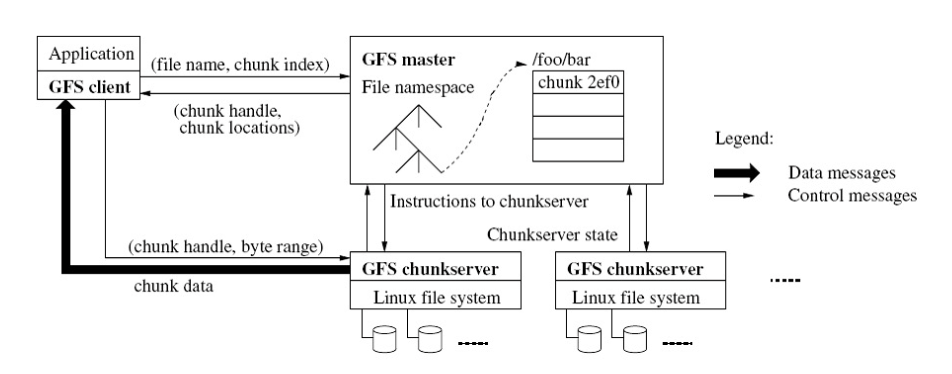 Application
GFS client
(file name, chunk index)
(chunk handle,
chunk locations)
GFS master
File namespace
/foo/bar
chunk 2ef0
Legend:
Data messages
Control messages
Instructions to chunkserver
Chunkserver state
(chunk handle, byte range)
chunk data
GFS chunkserver
Linux file system
GFS chunkserver
Linux file system